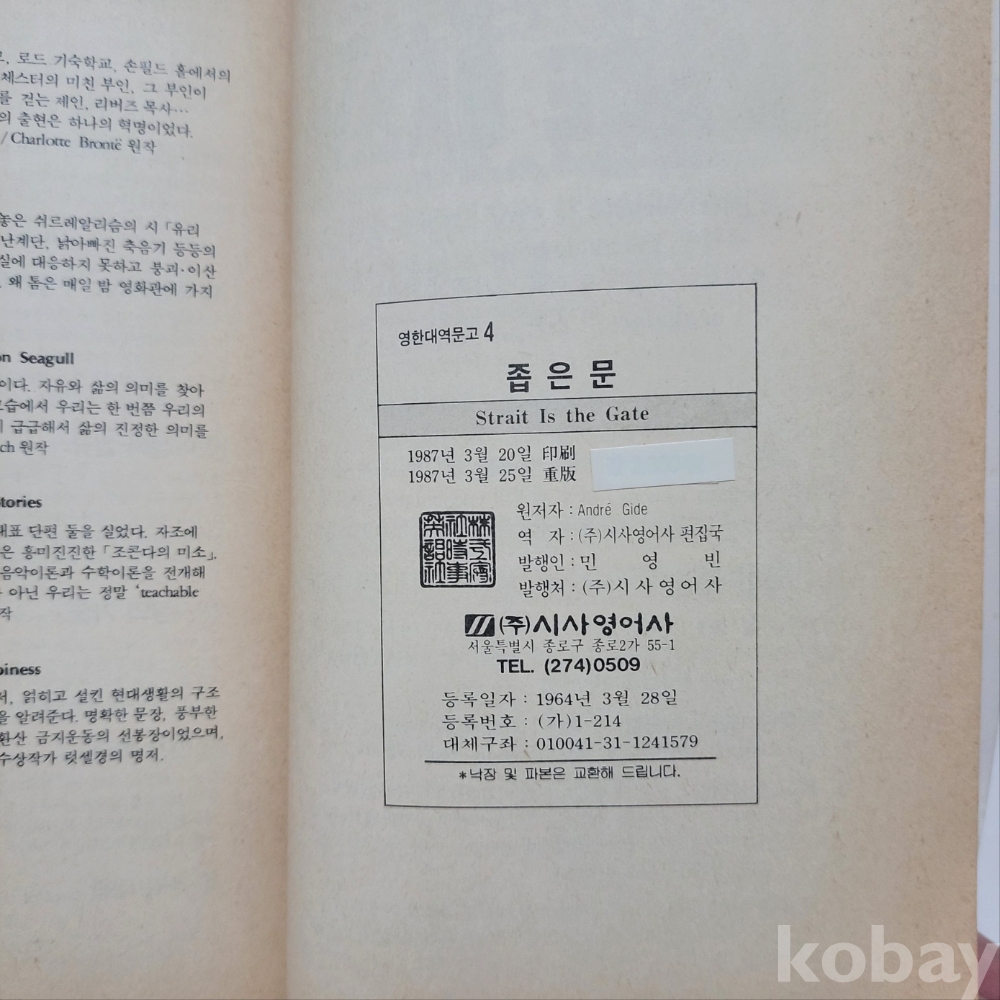 로드 기숙학교, 손필드 홀에서의
체스터의 미친 부인, 그 부인이
를 걷는 제인, 리버즈 목사…
의 출현은 하나의 혁명이었다.
/Charlotte Brontë 원작
놓은 쉬르레알리슴의 시 「유리
난계단, 낡아빠진 축음기 등등의
실에 대응하지 못하고 붕괴·이산
왜 톰은 매일 밤 영화관에 가지
on Seagull
이다. 자유와 삶의 의미를 찾아
모습에서 우리는 한 번쯤 우리의
급급해서 삶의 진정한 의미를
ch 원작
tories
대표 단편 둘을 실었다. 자조에
은 흥미진진한 「조콘다의 미소」,
음악이론과 수학이론을 전개해
아닌 우리는 정말 ‘teachable
작
piness
얽히고 설킨 현대생활의 구조
을 알려준다. 명확한 문장, 풍부한
환산 금지운동의 선봉장이었으며,
수상작가 럿셀경의 명저.
영한대역문고 4
좁은문
Strait Is the Gate
1987년 3월 20일 印刷
1987년 3월 25일 重版
원저자 : André Gide
역 자 : (주)시사영어사 편집국
발행인 : 민 영 빈
발행처 : (주)시사영어사
(주)시사영어사
서울특별시 종로구 종로2가 55-1
TEL. (274)0509
등록일자 : 1964년 3월 28일
등록번호 : (가)1-214
대체구좌 : 010041-31-1241579
*낙장 및 파본은 교환해 드립니다.
kobay